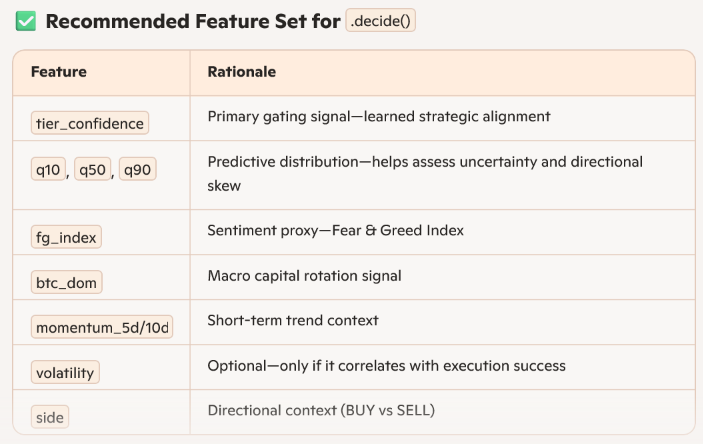 ✅ Recommended Feature Set for .decide()
Feature Rationale
tier_confidence Primary gating signal—learned strategic alignment
q10, q50, q90 Predictive distribution—helps assess uncertainty and directional
skew
fg_index Sentiment proxy—Fear & Greed Index
btc_dom Macro capital rotation signal
momentum_5d/10d Short-term trend context
volatility Optional—only if it correlates with execution success
side Directional context (BUY vs SELL)